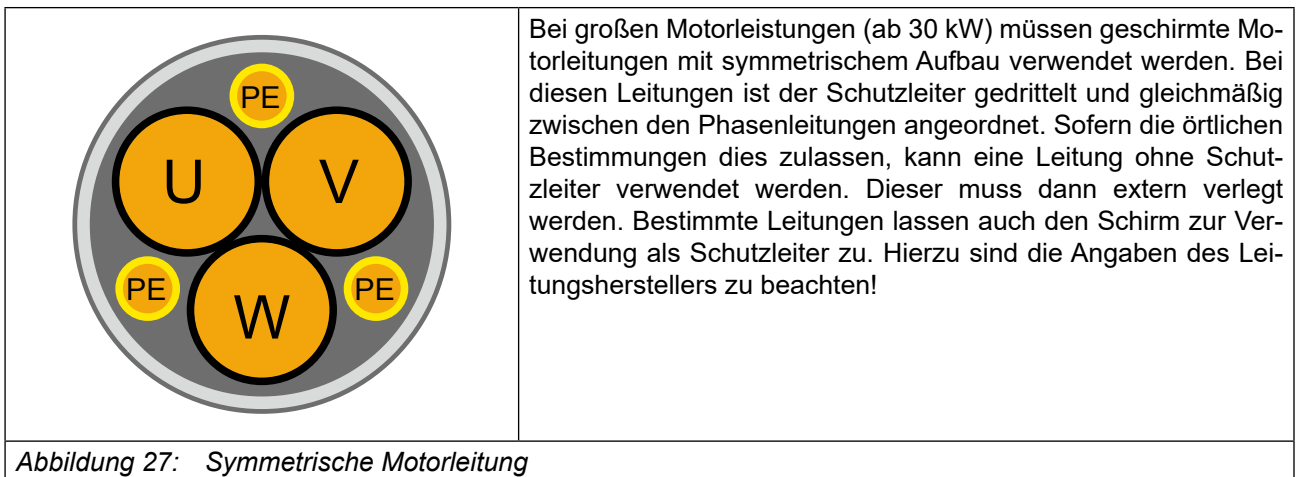 PE
U V
PE PE
W
Bei großen Motorleistungen (ab 30 kW) müssen geschirmte Mo-
torleitungen mit symmetrischem Aufbau verwendet werden. Bei
diesen Leitungen ist der Schutzleiter gedrittelt und gleichmäßig
zwischen den Phasenleitungen angeordnet. Sofern die örtlichen
Bestimmungen dies zulassen, kann eine Leitung ohne Schut-
zleiter verwendet werden. Dieser muss dann extern verlegt
werden. Bestimmte Leitungen lassen auch den Schirm zur Ver-
wendung als Schutzleiter zu. Hierzu sind die Angaben des Lei-
tungsherstellers zu beachten!
Abbildung 27: Symmetrische Motorleitung